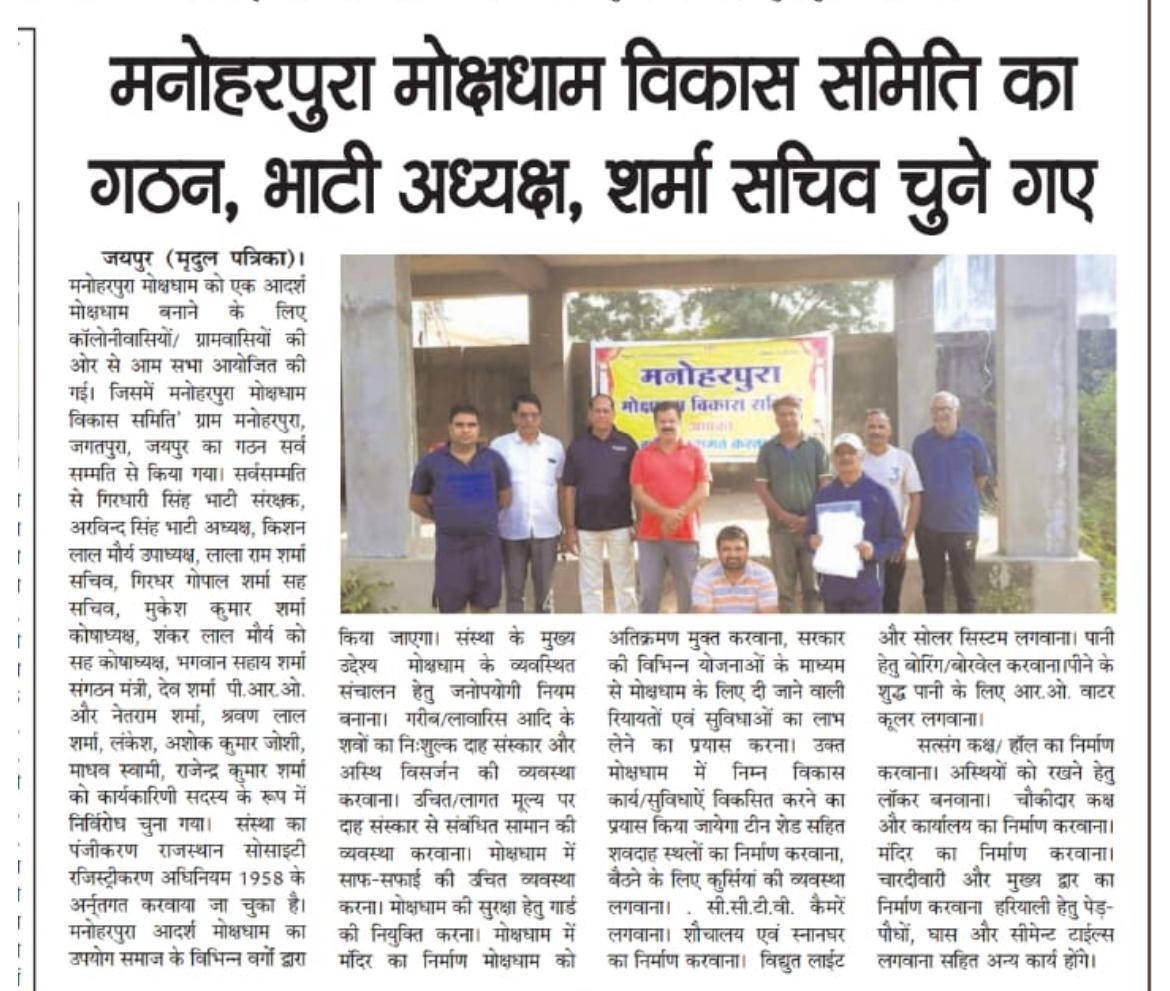 मनोहरपुरा मोक्षधाम विकास समिति का
गठन, भाटी अध्यक्ष, शर्मा सचिव चुने गए
जयपुर (मृदुल पत्रिका)।
मनोहरपुरा मोक्षधाम को एक आदर्श
मोक्षधाम बनाने के लिए
कॉलोनीवासियों/ ग्रामवासियों की
ओर से आम सभा आयोजित की
गई। जिसमें मनोहरपुरा मोक्षधाम
विकास समिति' ग्राम मनोहरपुरा,
जगतपुरा, जयपुर का गठन सर्व
सम्मति से किया गया। सर्वसम्मति
से गिरधारी सिंह भाटी संरक्षक,
अरविन्द सिंह भाटी अध्यक्ष, किशन
लाल मौर्य उपाध्यक्ष, लाला राम शर्मा
सचिव, गिरधर गोपाल शर्मा सह
सचिव, मुकेश कुमार शर्मा
कोषाध्यक्ष, शंकर लाल मौर्य को
सह कोषाध्यक्ष, भगवान सहाय शर्मा
संगठन मंत्री, देव शर्मा पी.आर.ओ.
और नेतराम शर्मा, श्रवण लाल
शर्मा, लंकेश, अशोक कुमार जोशी,
माधव स्वामी, राजेन्द्र कुमार शर्मा
को कार्यकारिणी सदस्य के रूप में
निर्विरोध चुना गया। संस्था का
पंजीकरण राजस्थान सोसाइटी
रजिस्ट्रीकरण अधिनियम 1958 के
अर्न्तगत करवाया जा चुका है।
मनोहरपुरा आदर्श मोक्षधाम का
उपयोग समाज के विभिन्न वर्गों द्वारा
मनोहरपुरा
विकास
किया जाएगा। संस्था के मुख्य
उद्देश्य मोक्षधाम के व्यवस्थित
संचालन हेतु जनोपयोगी नियम
बनाना। गरीब/लावारिस आदि के
शवों का निःशुल्क दाह संस्कार और
अस्थि विसर्जन की व्यवस्था
करवाना। उचित/लागत मूल्य पर
दाह संस्कार से संबंधित सामान की
व्यवस्था करवाना। मोक्षधाम में
साफ-सफाई की उचित व्यवस्था
करना। मोक्षधाम की सुरक्षा हेतु गार्ड
की नियुक्ति करना। मोक्षधाम में
मंदिर का निर्माण मोक्षधाम को
अतिक्रमण मुक्त करवाना, सरकार
की विभिन्न योजनाओं के माध्यम
से मोक्षधाम के लिए दी जाने वाली
रियायतों एवं सुविधाओं का लाभ
लेने का प्रयास करना। उक्त
मोक्षधाम में निम्न विकास
कार्य/सुविधाऐं विकसित करने का
प्रयास किया जायेगा टीन शेड सहित
शवदाह स्थलों का निर्माण करवाना,
बैठने के लिए कुर्सियां की व्यवस्था
लगवाना। . सी.सी.टी.वी. कैमरें
लगवाना। शौचालय एवं स्नानघर
का निर्माण करवाना। विद्युत लाईट
और सोलर सिस्टम लगवाना। पानी
हेतु बोरिंग/बोरवेल करवाना।पीने के
शुद्ध पानी के लिए आर.ओ. वाटर
कूलर लगवाना।
सत्संग कक्ष/ हॉल का निर्माण
करवाना। अस्थियों को रखने हेतु
लॉकर बनवाना। चौकीदार कक्ष
और कार्यालय का निर्माण करवाना।
मंदिर का निर्माण करवाना।
चारदीवारी और मुख्य द्वार का
निर्माण करवाना हरियाली हेतु पेड़-
पौधों, घास और सीमेन्ट टाईल्स
लगवाना सहित अन्य कार्य होंगे।